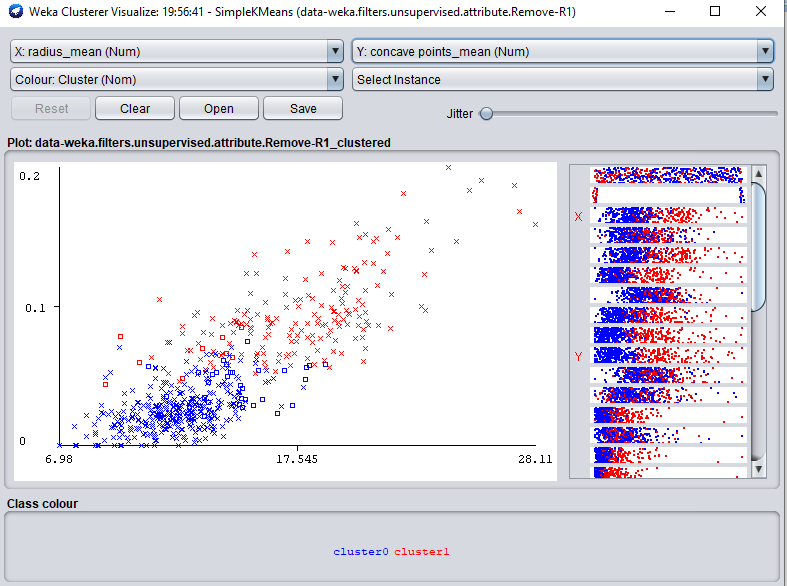 Weka Clusterer Visualize: 19:56:41 - SimpleKMeans (data-weka.filters.unsupervised.attribute.Remove-R1)
X: radius_mean (Num) Y: concave points_mean (Num)
Colour: Cluster (Nom) Select Instance
Reset Clear Open Save Jitter
Plot: data-weka.filters.unsupervised.attribute.Remove-R1_clustered
0.2
X
0.1
Y
0
6.98 17.545 28.11
Class colour
cluster0 cluster1